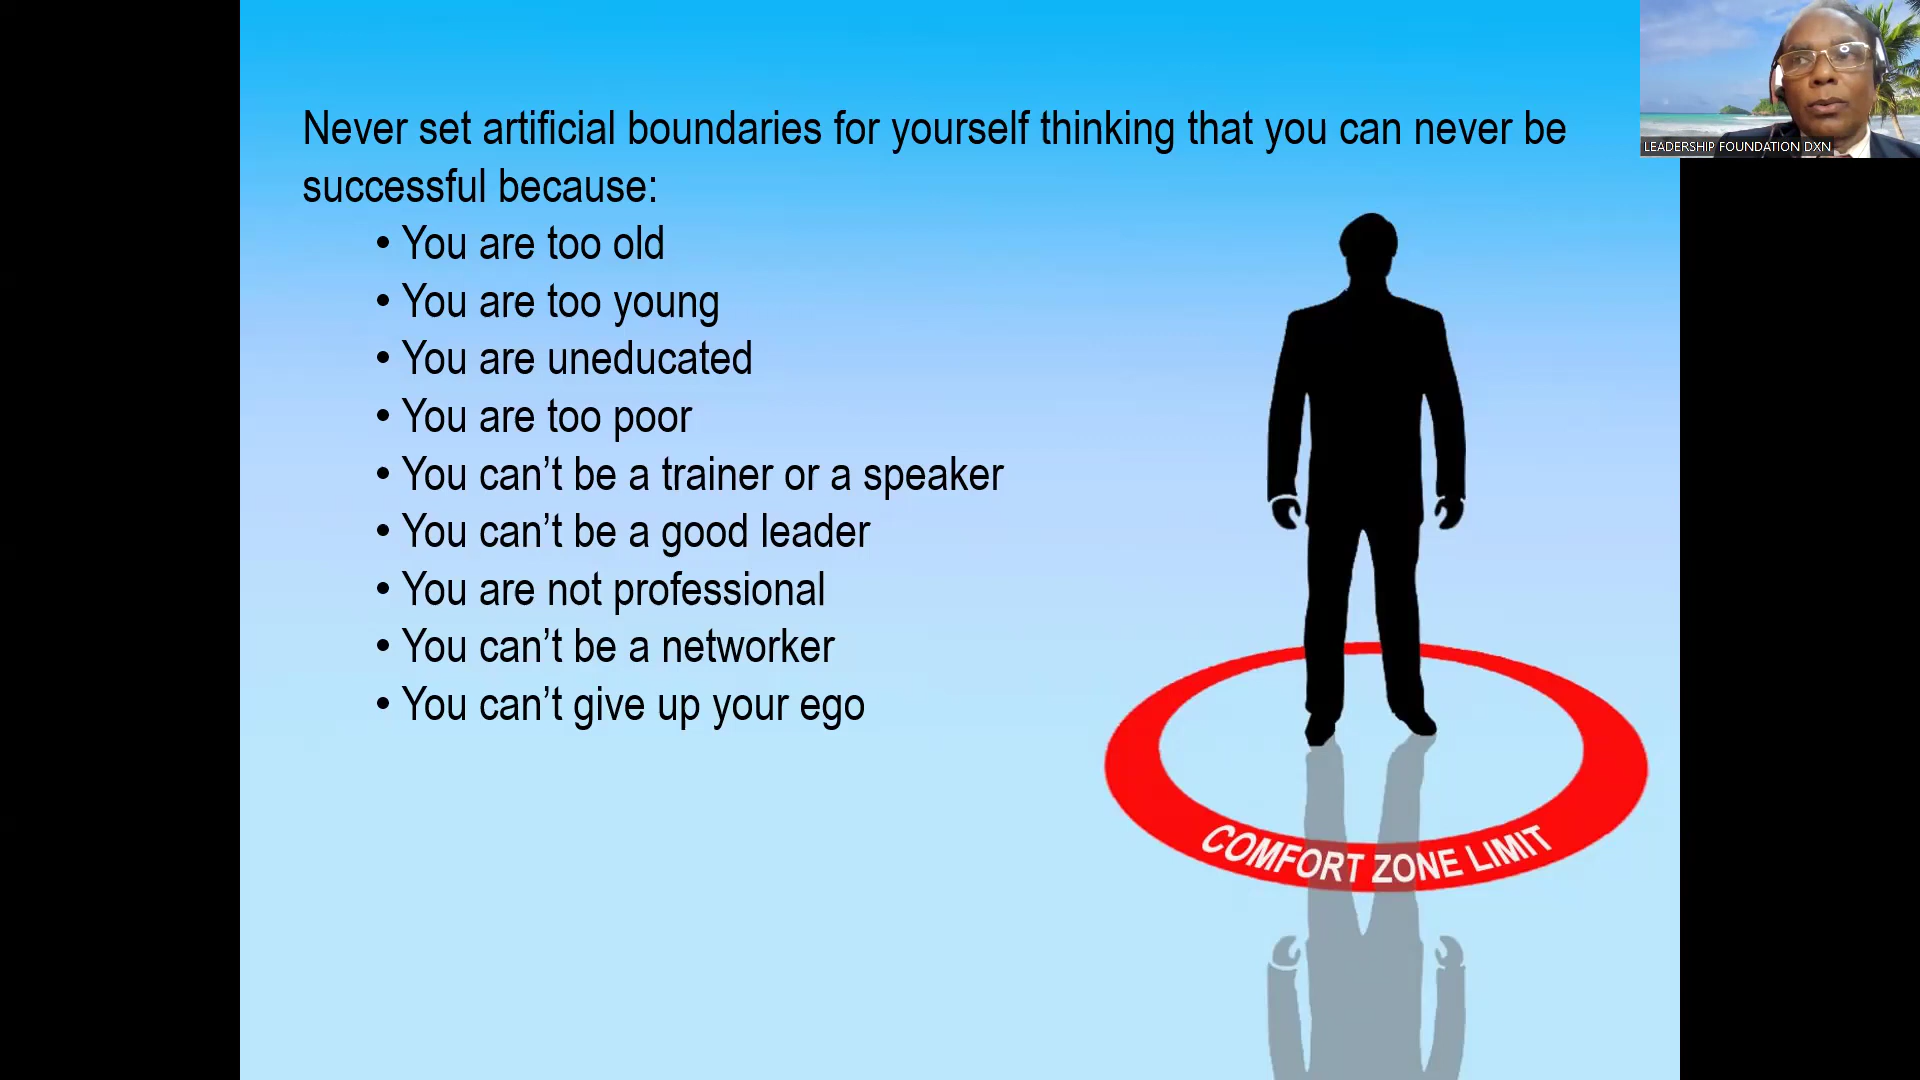 Never set artificial boundaries for yourself thinking that you can never be
successful because:
• You are too old
• You are too young
• You are uneducated
• You are too poor
• You can’t be a trainer or a speaker
• You can’t be a good leader
• You are not professional
• You can’t be a networker
• You can’t give up your ego
COMFORT ZONE LIMIT
LEADERSHIP FOUNDATION DXN